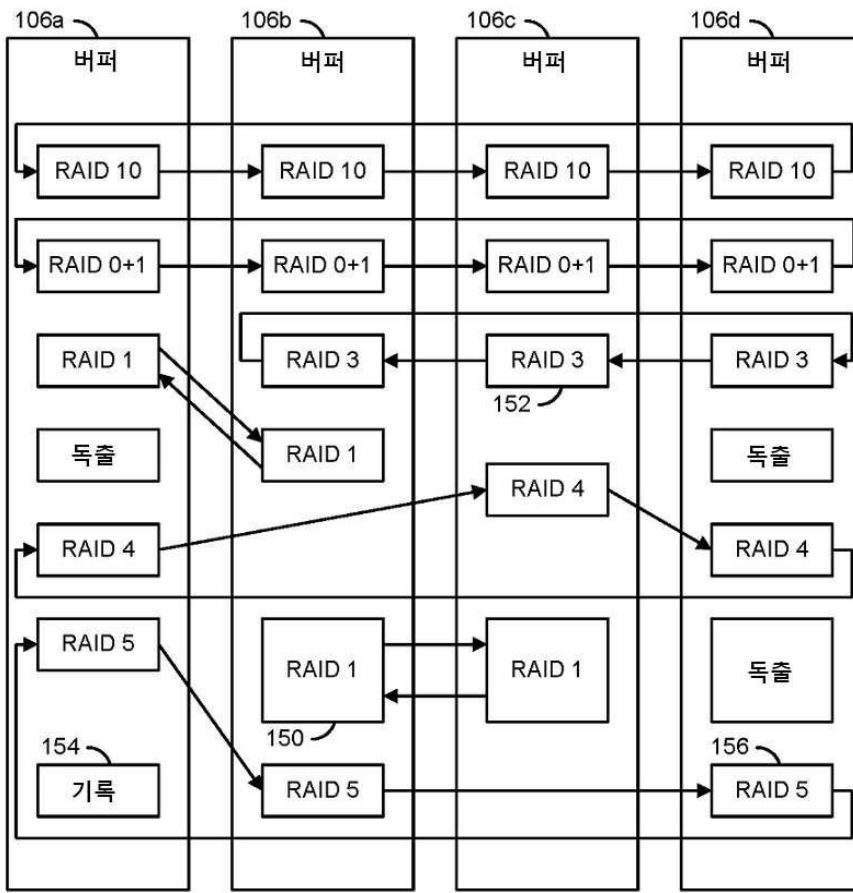 106a
106b
106c
106d
버퍼
버퍼
버퍼
버퍼
RAID 10
RAID 10
RAID 10
RAID 10
RAID 0+1
RAID 0+1
RAID 0+1
RAID 0+1
RAID 1
RAID 3
RAID 3
RAID 3
152
독출
RAID 1
독출
RAID 4
RAID 4
RAID 4
RAID 5
RAID 1
RAID 1
독출
150
154
156
기록
RAID 5
RAID 5